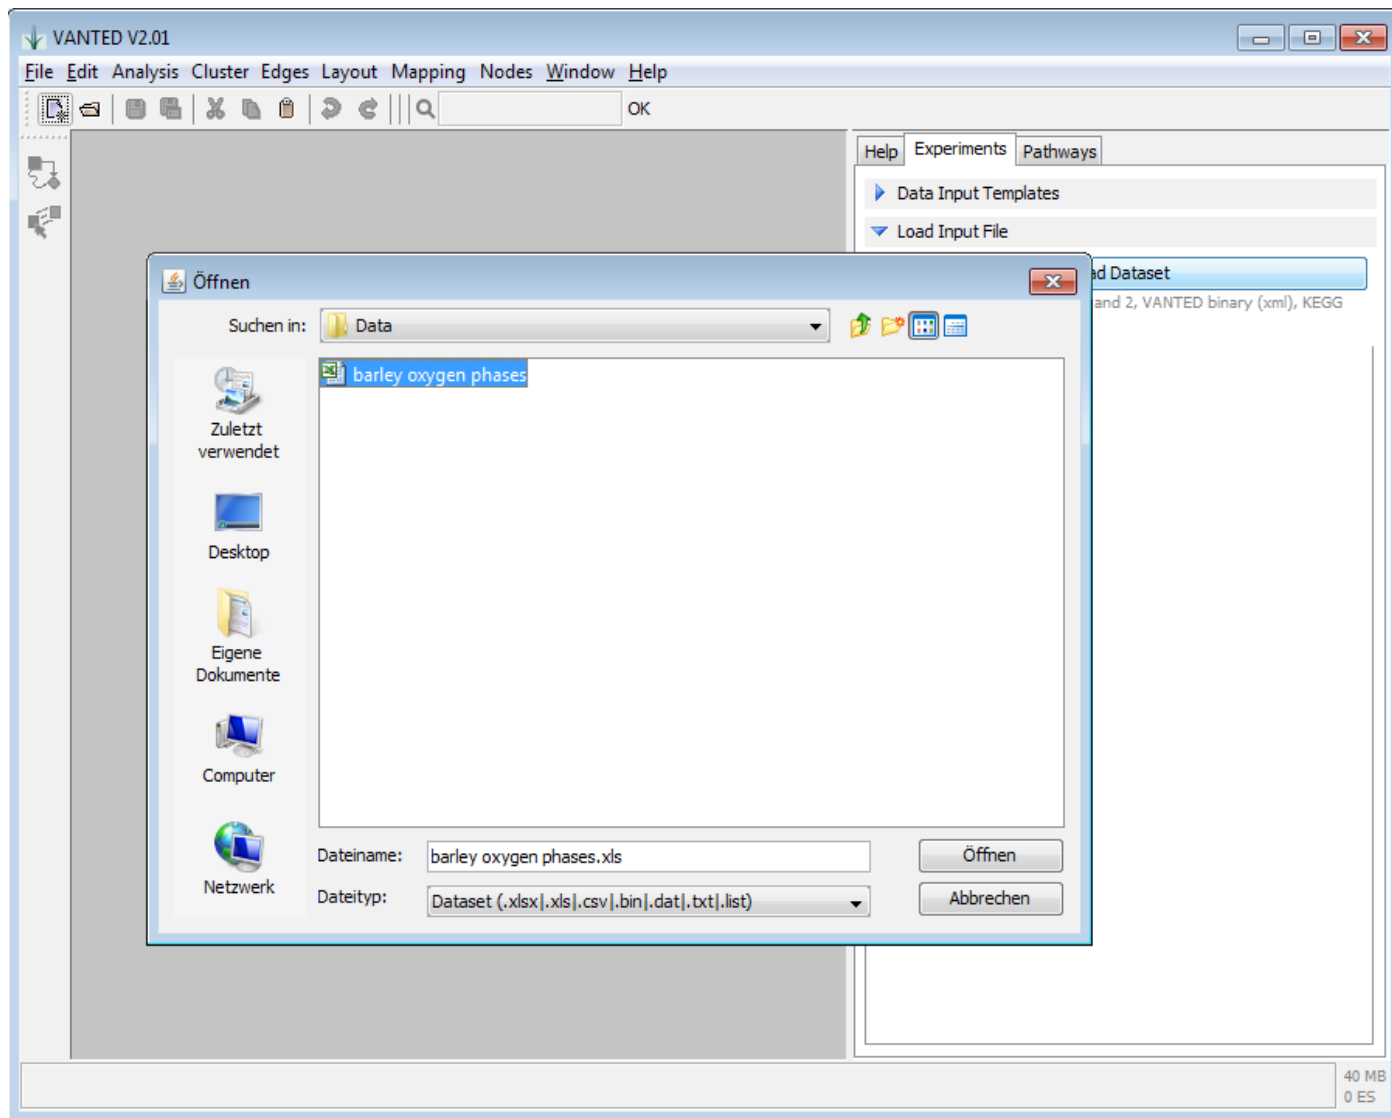 VANTED V2.01
File Edit Analysis Cluster Edges Layout Mapping Nodes Window Help
OK
Help Experiments Pathways
Data Input Templates
Load Input File
Dataset
and 2, VANTED binary (xml), KEGG
Öffnen
Suchen in: Data
barley oxygen phases
Zuletzt
verwendet
Desktop
Eigene
Dokumente
Computer
Netzwerk
Dateiname: barley oxygen phases.xls Öffnen
Dateityp: Dataset (.xlsx|.xls|.csv|.bin|.dat|.txt|.list) Abbrechen
40 MB
0 ES